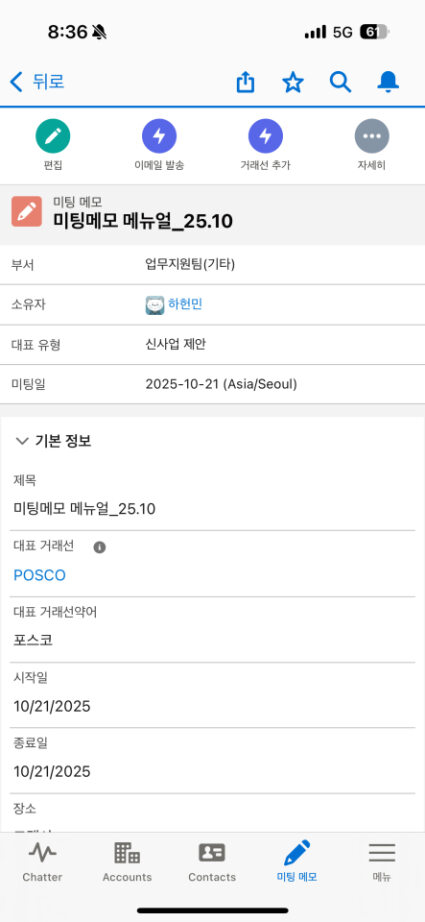 8:36
5G
61
뒤로
편집
이메일 발송
거래선 추가
자세히
미팅 메모
미팅메모 메뉴얼_25.10
부서
업무지원팀(기타)
소유자
하헌민
대표 유형
신사업 제안
미팅일
2025-10-21 (Asia/Seoul)
기본 정보
제목
미팅메모 메뉴얼_25.10
대표 거래선
POSCO
대표 거래선약어
포스코
시작일
10/21/2025
종료일
10/21/2025
장소
Chatter
Accounts
Contacts
미팅 메모
메뉴